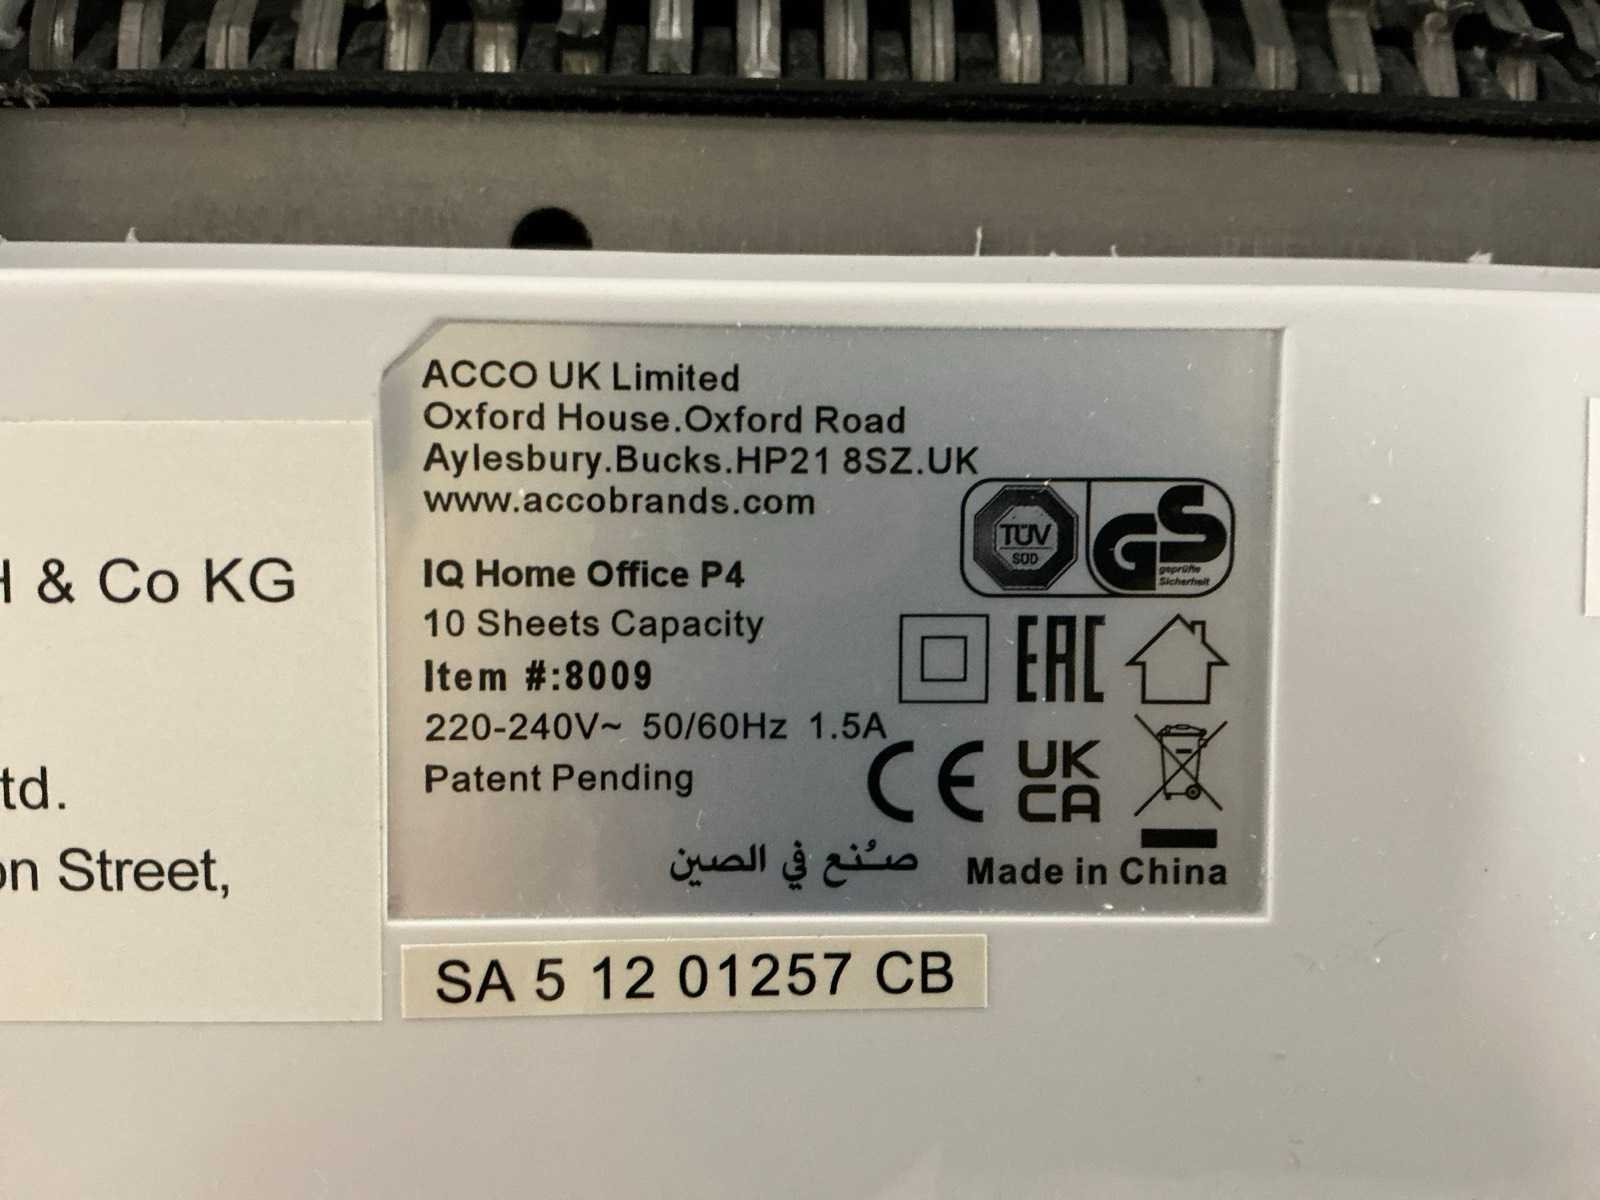 ACCO UK Limited
Oxford House.Oxford Road
Aylesbury.Bucks.HP21 8SZ.UK
www.accobrands.com
TÜV
SÜD
GS
geprüfte
Sicherheit
IQ Home Office P4
10 Sheets Capacity
Item #:8009
220-240V~ 50/60Hz 1.5A
Patent Pending
EAC
CE
UK
CA
صُنع في الصين
Made in China
& Co KG
Street,
SA 5 12 01257 CB